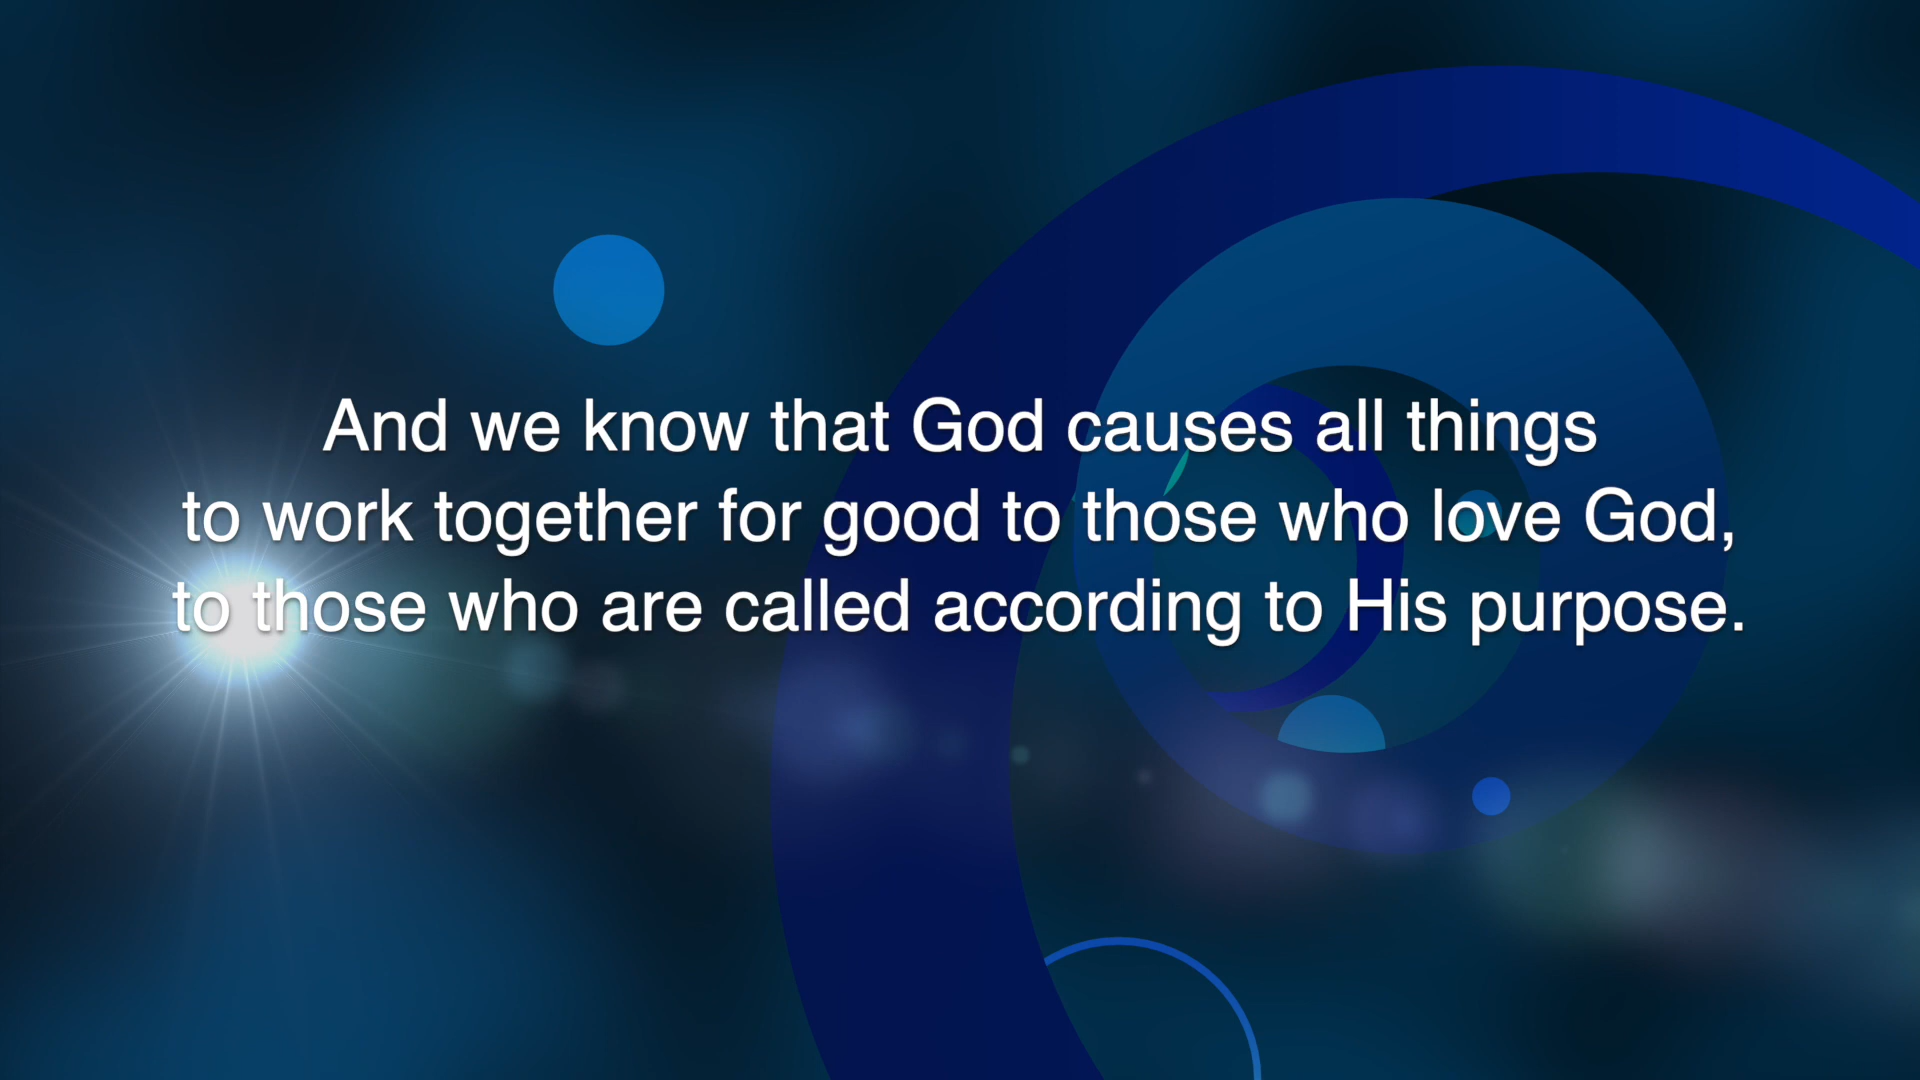 And we know that God causes all things
to work together for good to those who love God,
to those who are called according to His purpose.